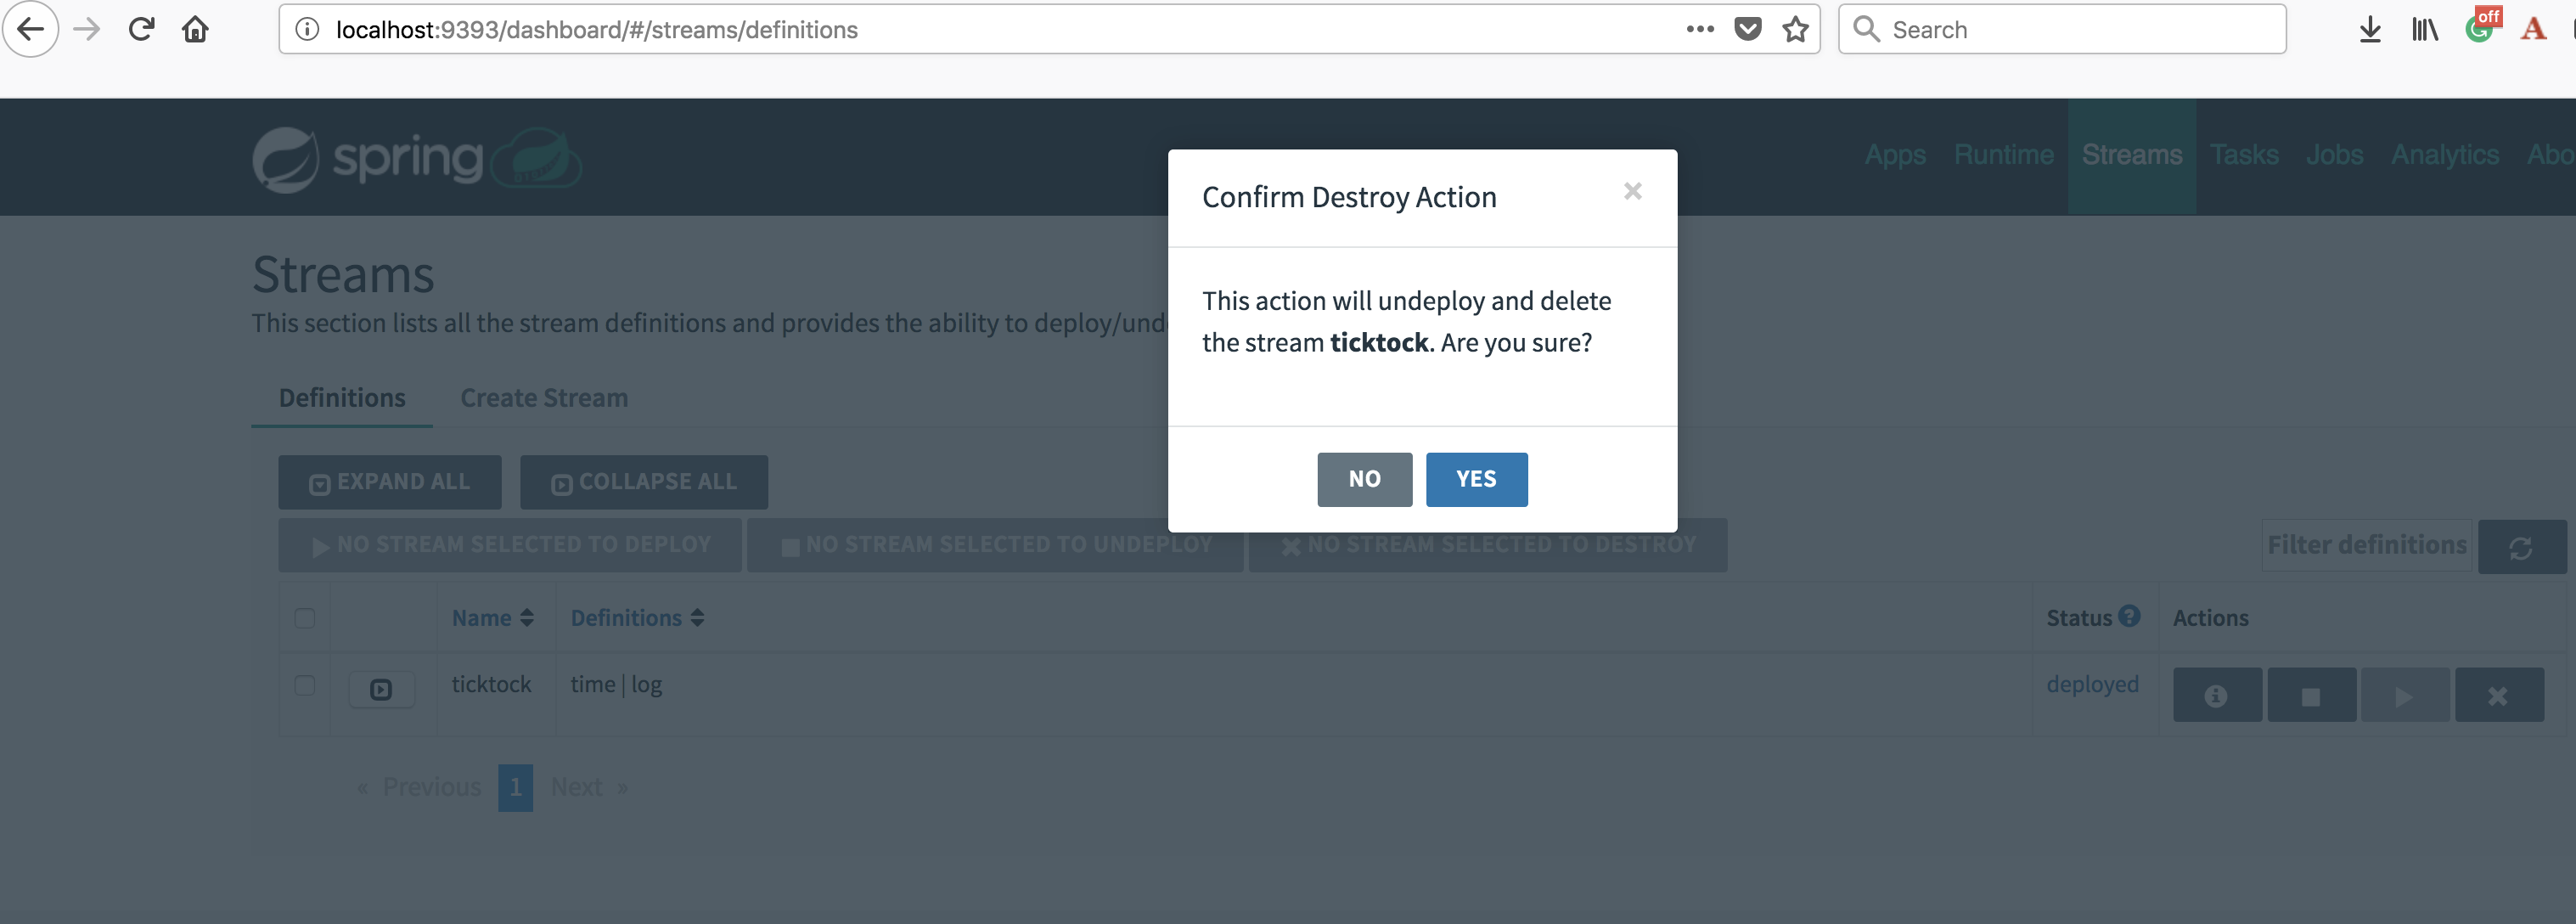 localhost:9393/dashboard/#/streams/definitions
Search
off
A
spring
Apps Runtime Streams Tasks Jobs Analytics Abo
Confirm Destroy Action ×
This action will undeploy and delete
the stream ticktock. Are you sure?
NO YES
Streams
This section lists all the stream definitions and provides the ability to deploy/und
Definitions Create Stream
EXPAND ALL COLLAPSE ALL
NO STREAM SELECTED TO DEPLOY NO STREAM SELECTED TO UNDEPLOY NO STREAM SELECTED TO DESTROY Filter definitions
Name Definitions Status ? Actions
ticktock time | log deployed
« Previous 1 Next »